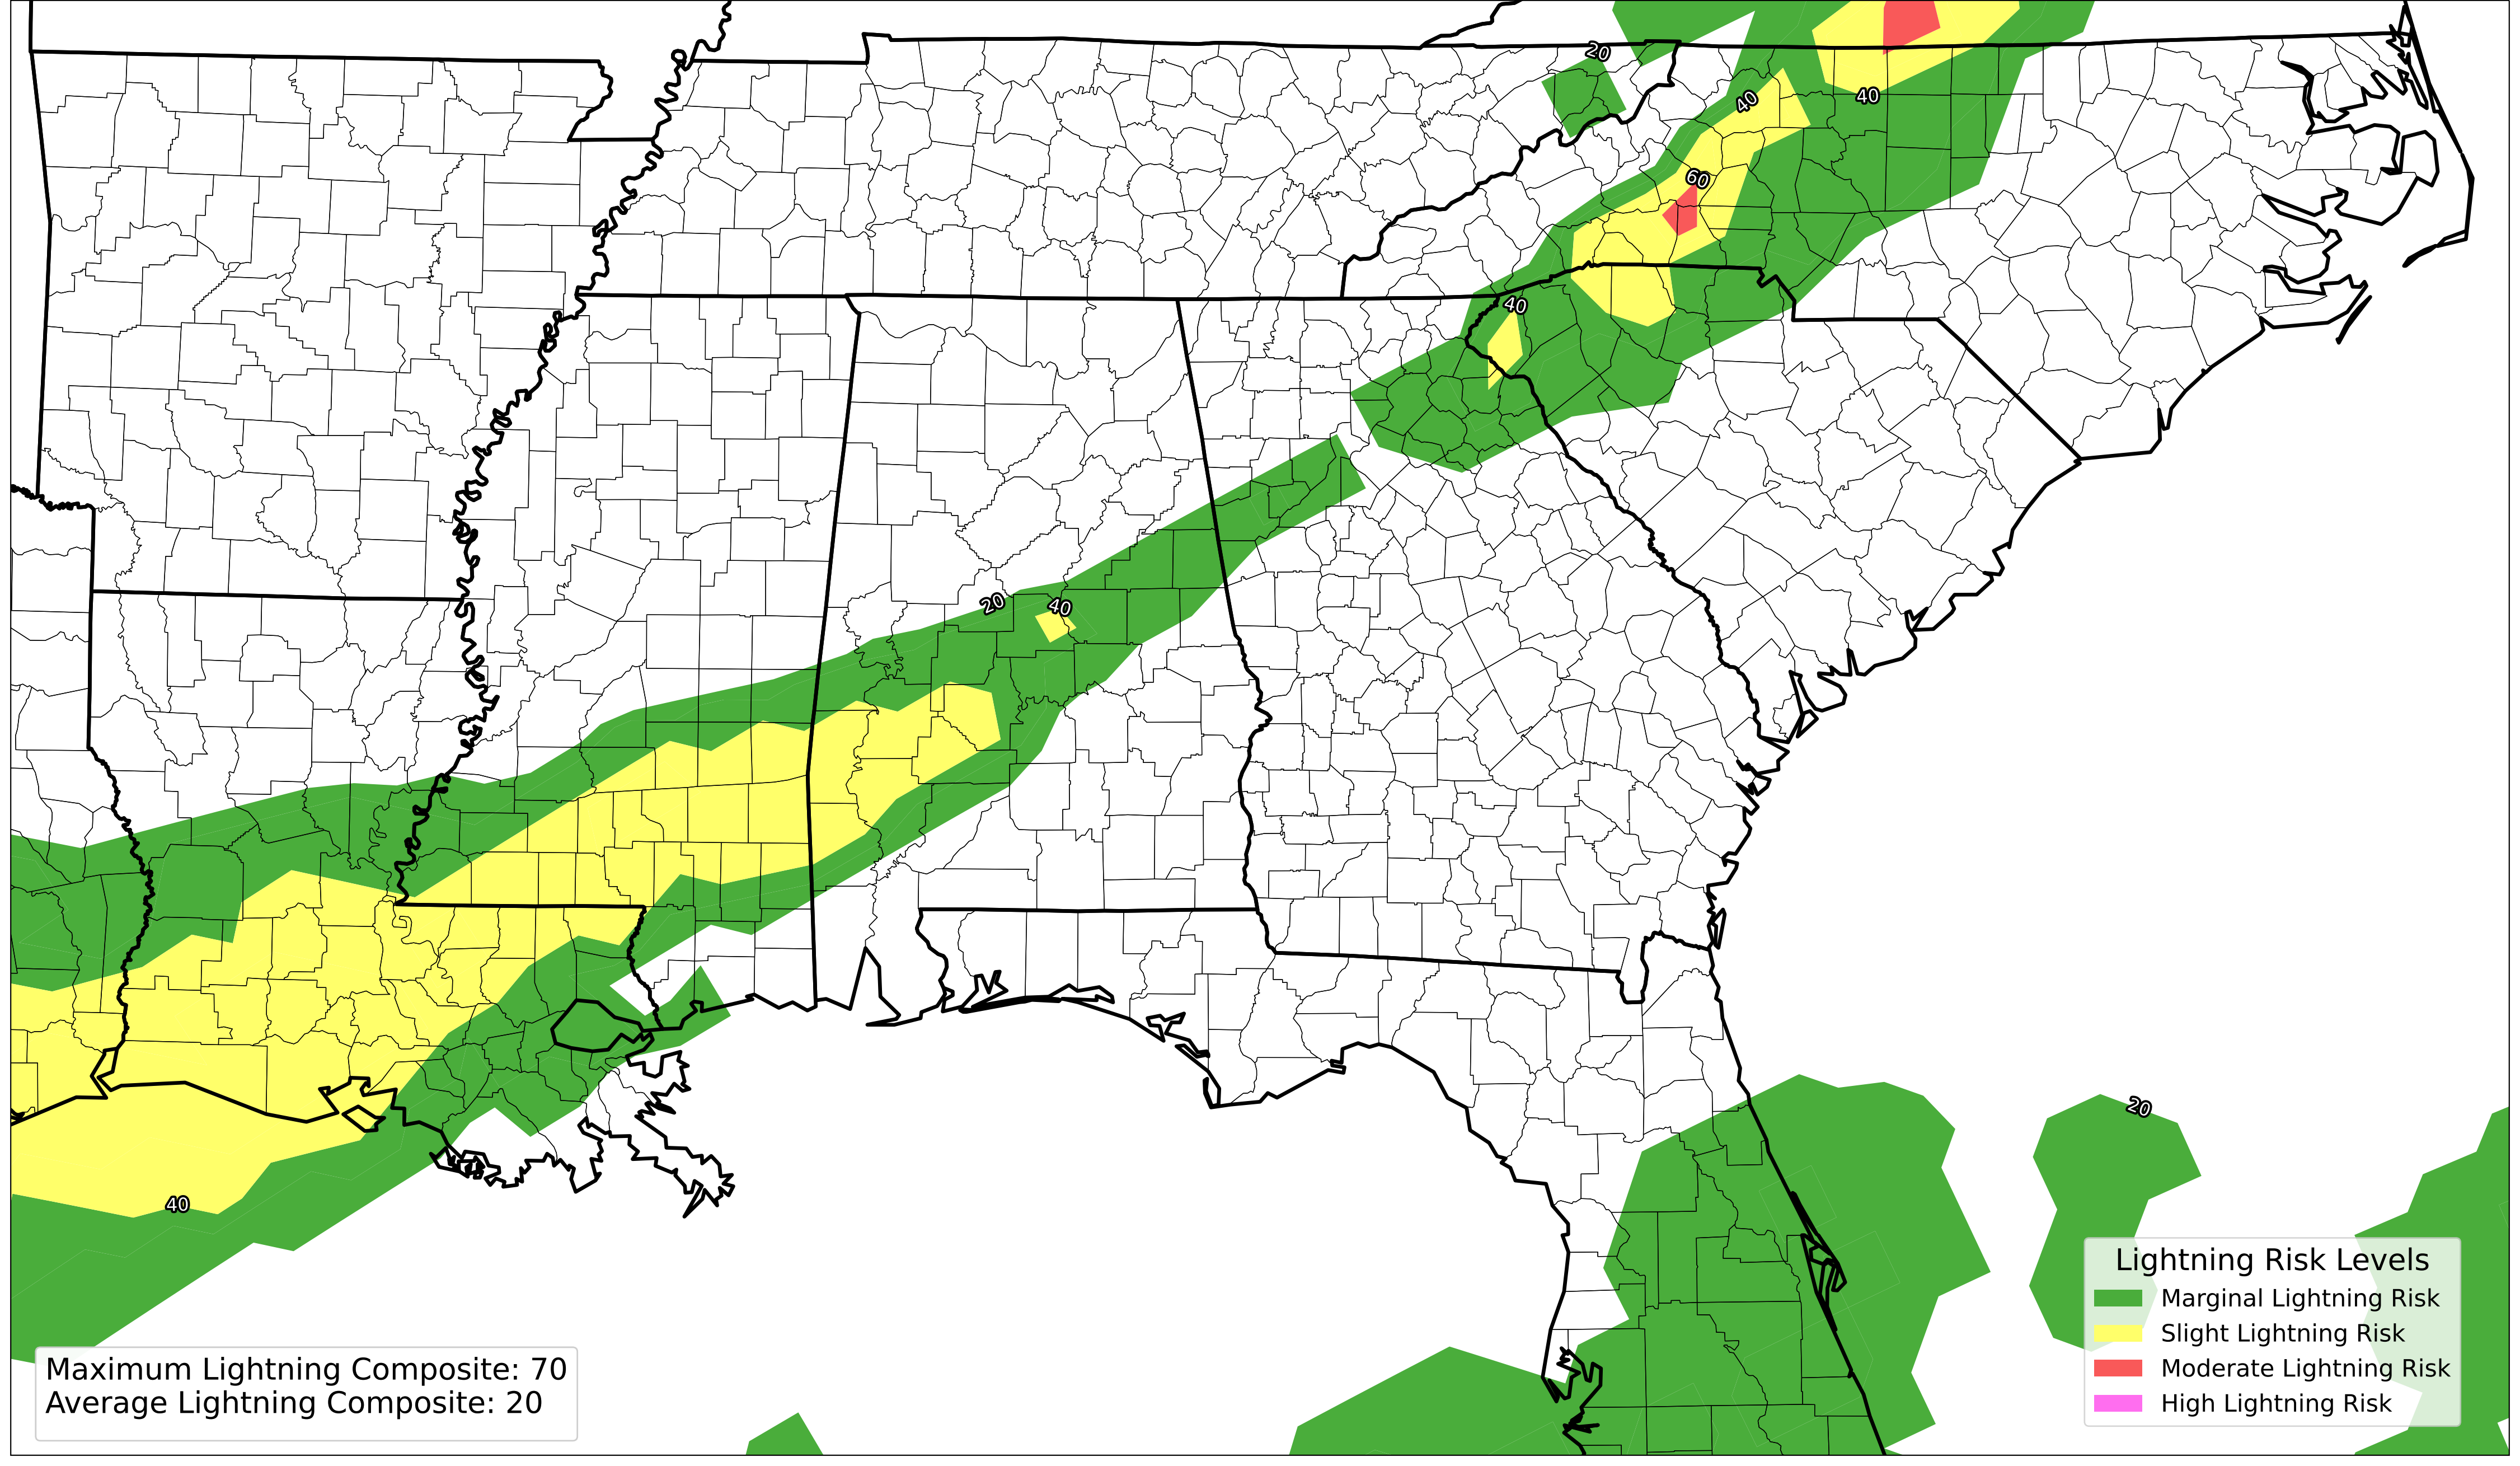 20
40
40
60
40
20
40
20
40
Lightning Risk Levels
Marginal Lightning Risk
Slight Lightning Risk
Moderate Lightning Risk
High Lightning Risk
Maximum Lightning Composite: 70
Average Lightning Composite: 20